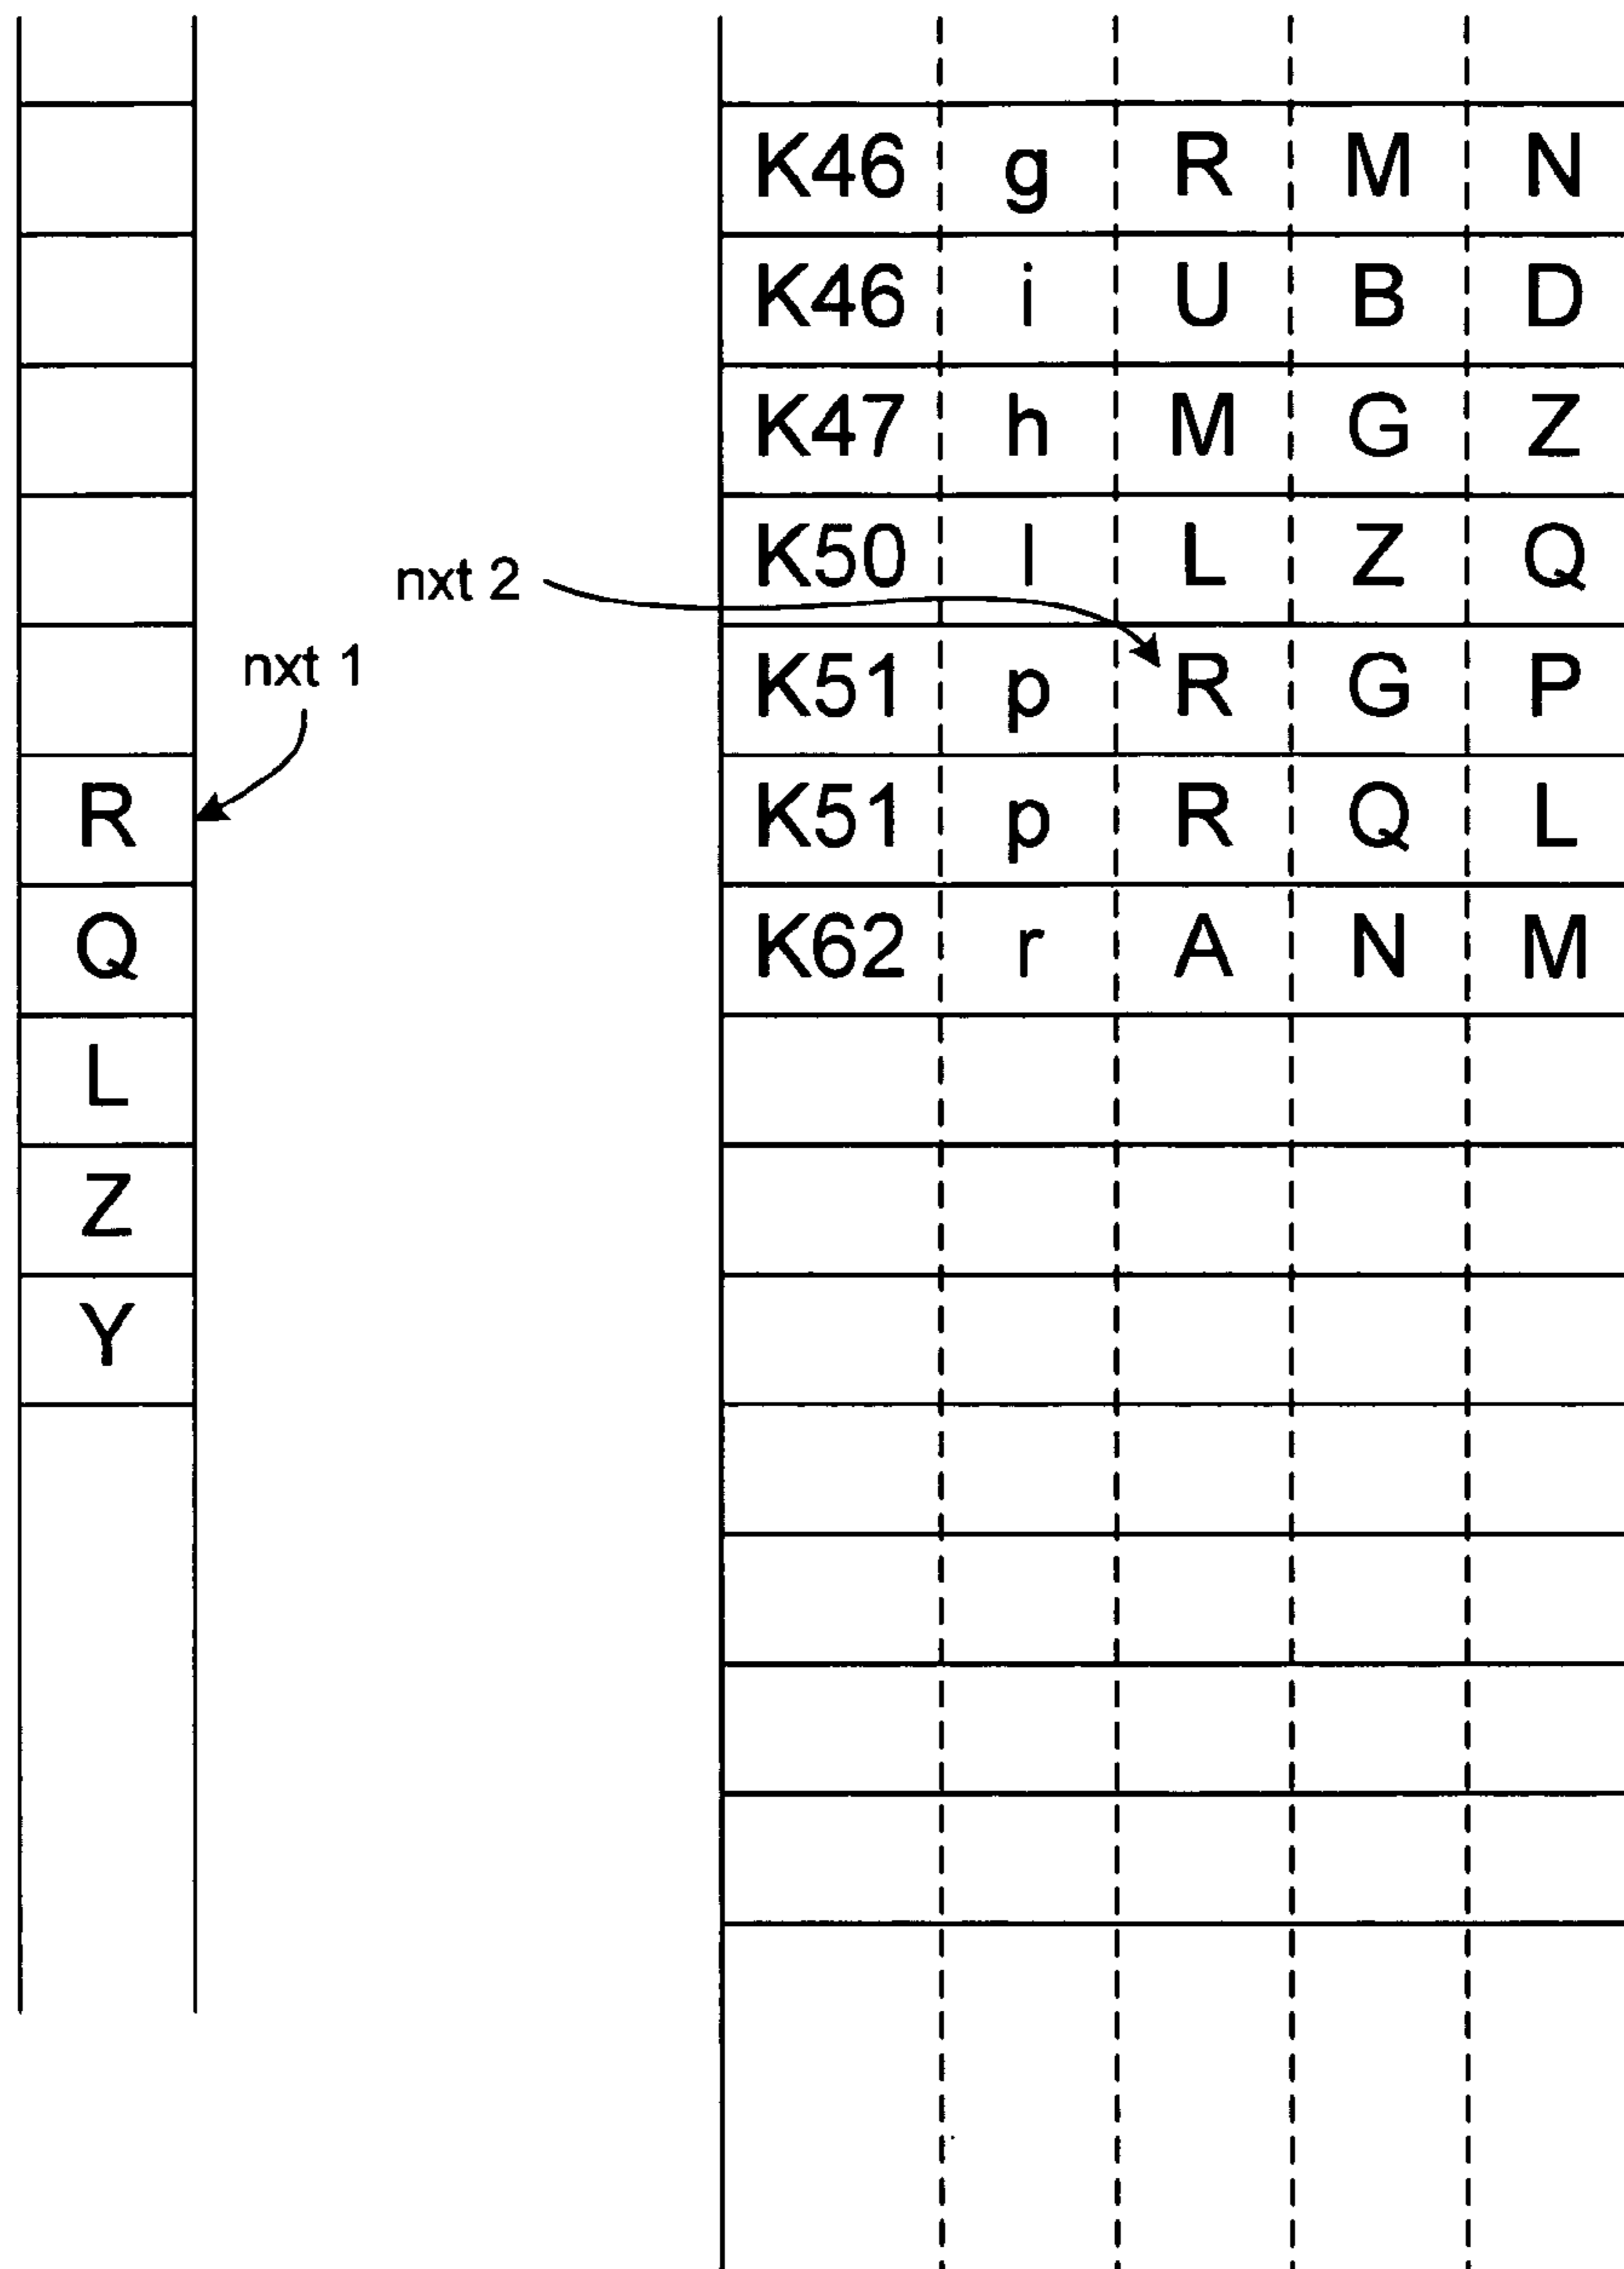 K46 g R M N
K46 i U B D
K47 h M G Z
nxt 2 K50 l L Z Q
nxt 1 K51 p R G P
R K51 p R Q L
Q K62 r A N M
L
Z
Y